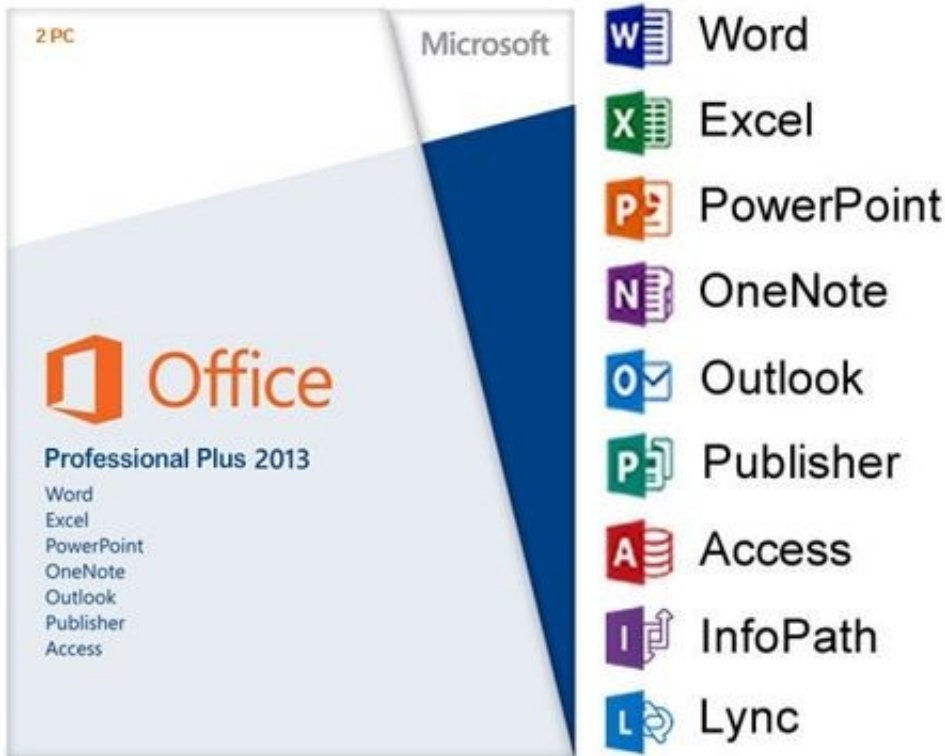 2 PC
Microsoft
Office
Professional Plus 2013
Word
Excel
PowerPoint
OneNote
Outlook
Publisher
Access
Word
Excel
PowerPoint
OneNote
Outlook
Publisher
Access
InfoPath
Lync